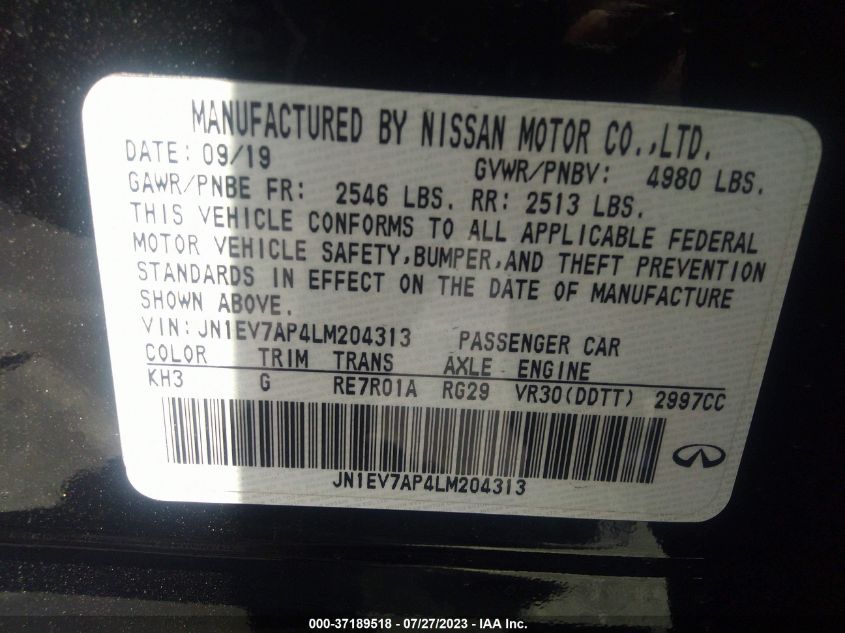 MANUFACTURED BY NISSAN MOTOR CO.,LTD.
DATE: 09/19 GVWR/PNBV: 4980 LBS.
GAWR/PNBE FR: 2546 LBS. RR: 2513 LBS.
THIS VEHICLE CONFORMS TO ALL APPLICABLE FEDERAL
MOTOR VEHICLE SAFETY,BUMPER,AND THEFT PREVENTION
STANDARDS IN EFFECT ON THE DATE OF MANUFACTURE
SHOWN ABOVE.
VIN: JN1EV7AP4LM204313 PASSENGER CAR
COLOR TRIM TRANS AXLE ENGINE
KH3 G RE7R01A RG29 VR30(DDTT) 2997CC
JN1EV7AP4LM204313
000-37189518 - 07/27/2023 - IAA Inc.